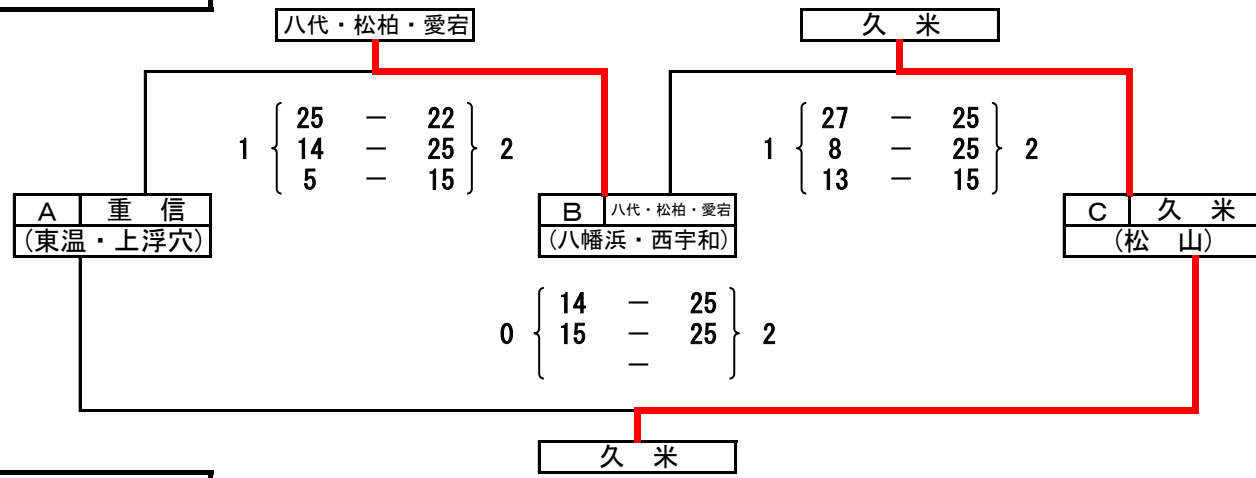 八代・松柏・愛宕
久　米
25 － 22
1 14 － 25 2
5 － 15
27 － 25
1 8 － 25 2
13 － 15
A 重　信
(東温・上浮穴)
B 八代・松柏・愛宕
(八幡浜・西宇和)
C 久　米
(松　山)
14 － 25
0 15 － 25 2
－
久　米